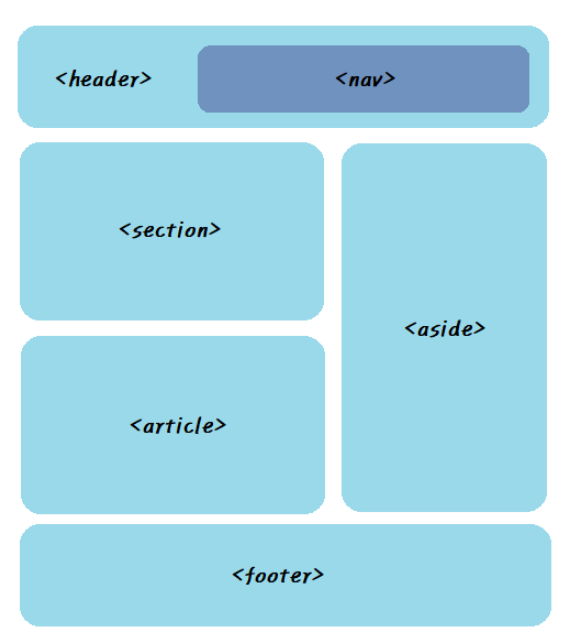 <header>
<nav>
<section>
<aside>
<article>
<footer>